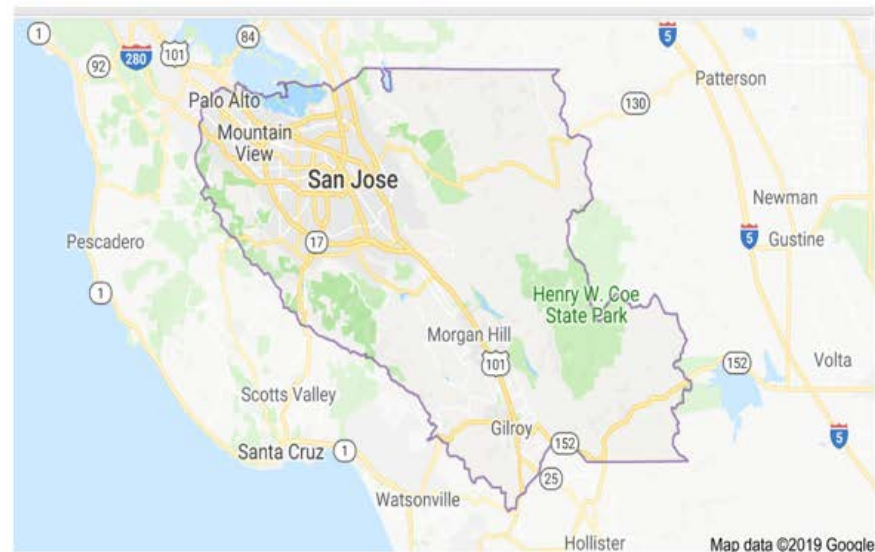 1
84
5
92
280
101
Patterson
Palo Alto
130
Mountain
View
San Jose
Newman
Pescadero
17
5
Gustine
1
Henry W. Coe
State Park
Morgan Hill
101
152
Volta
Scotts Valley
Gilroy
5
Santa Cruz
1
152
25
Watsonville
Hollister
Map data ©2019 Google